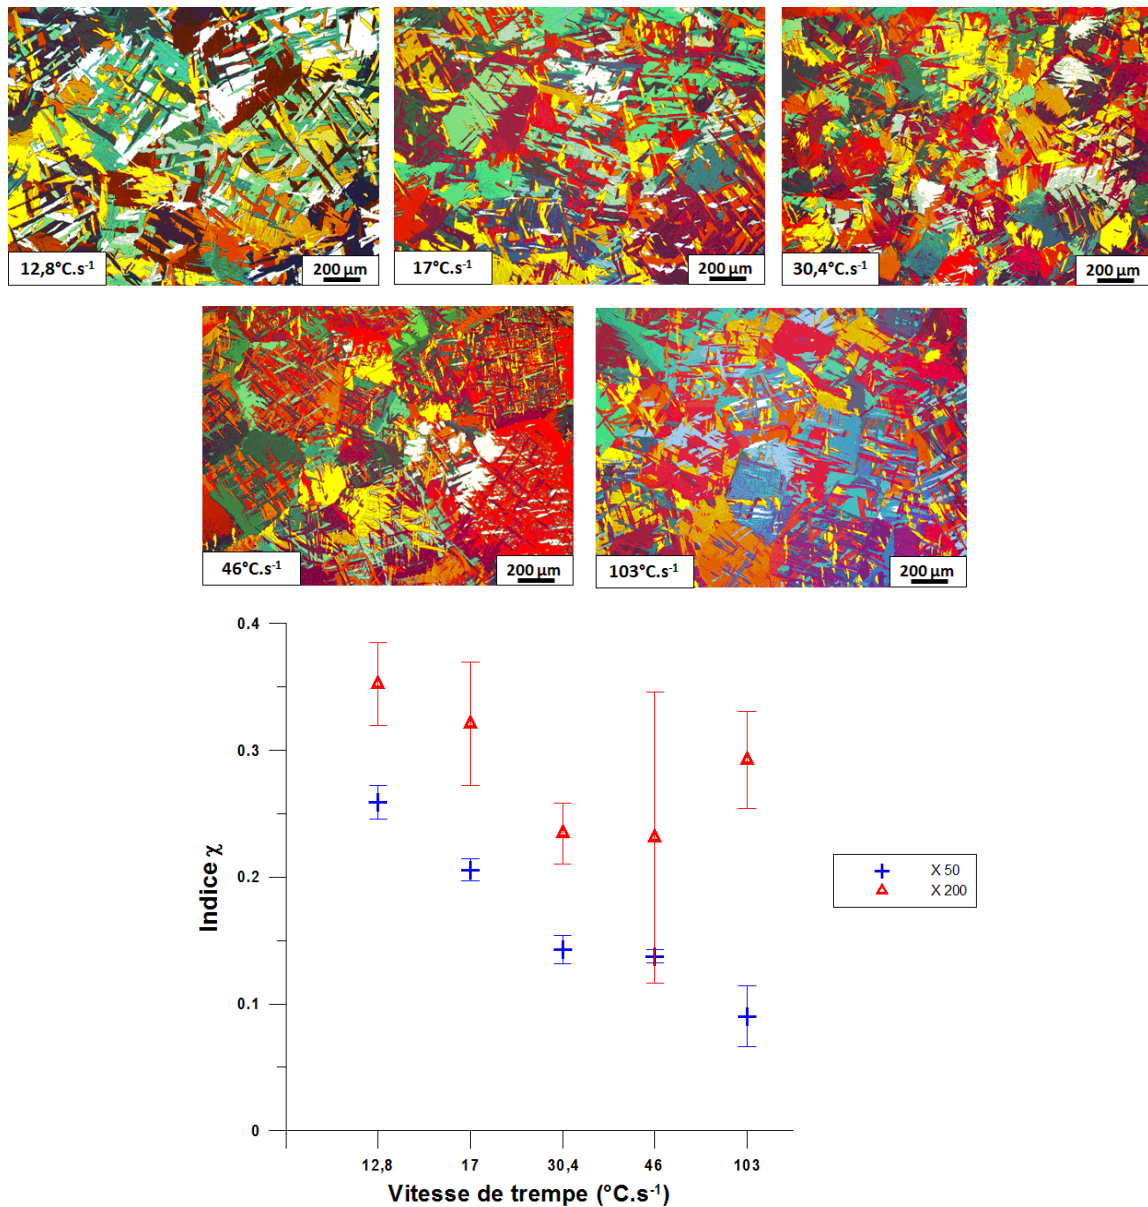 12,8°C.s⁻¹
200 µm
17°C.s⁻¹
200 µm
30,4°C.s⁻¹
200 µm
46°C.s⁻¹
200 µm
103°C.s⁻¹
200 µm
0.4
0.3
0.2
0.1
0
Indice χ
12,8
17
30,4
46
103
Vitesse de trempe (°C.s⁻¹)
X 50
X 200